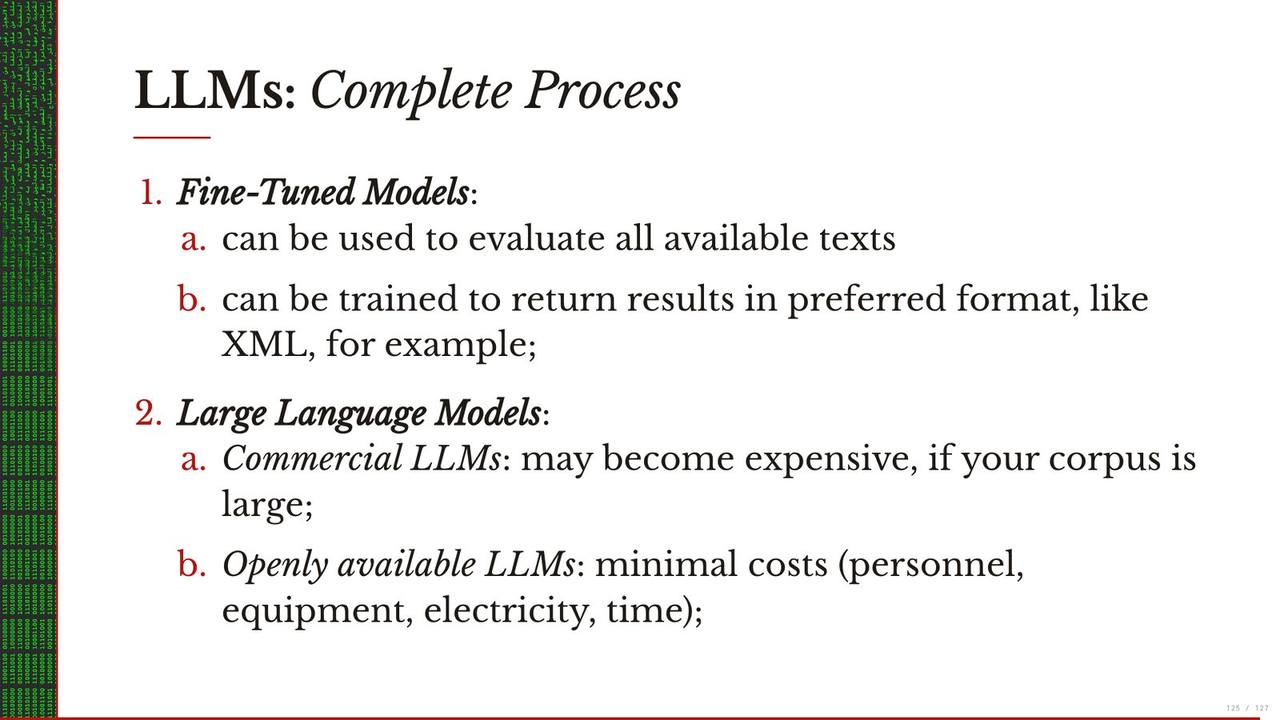 LLMs: Complete Process
1. Fine-Tuned Models:
a. can be used to evaluate all available texts
b. can be trained to return results in preferred format, like
XML, for example;
2. Large Language Models:
a. Commercial LLMs: may become expensive, if your corpus is
large;
b. Openly available LLMs: minimal costs (personnel,
equipment, electricity, time);
125 / 127